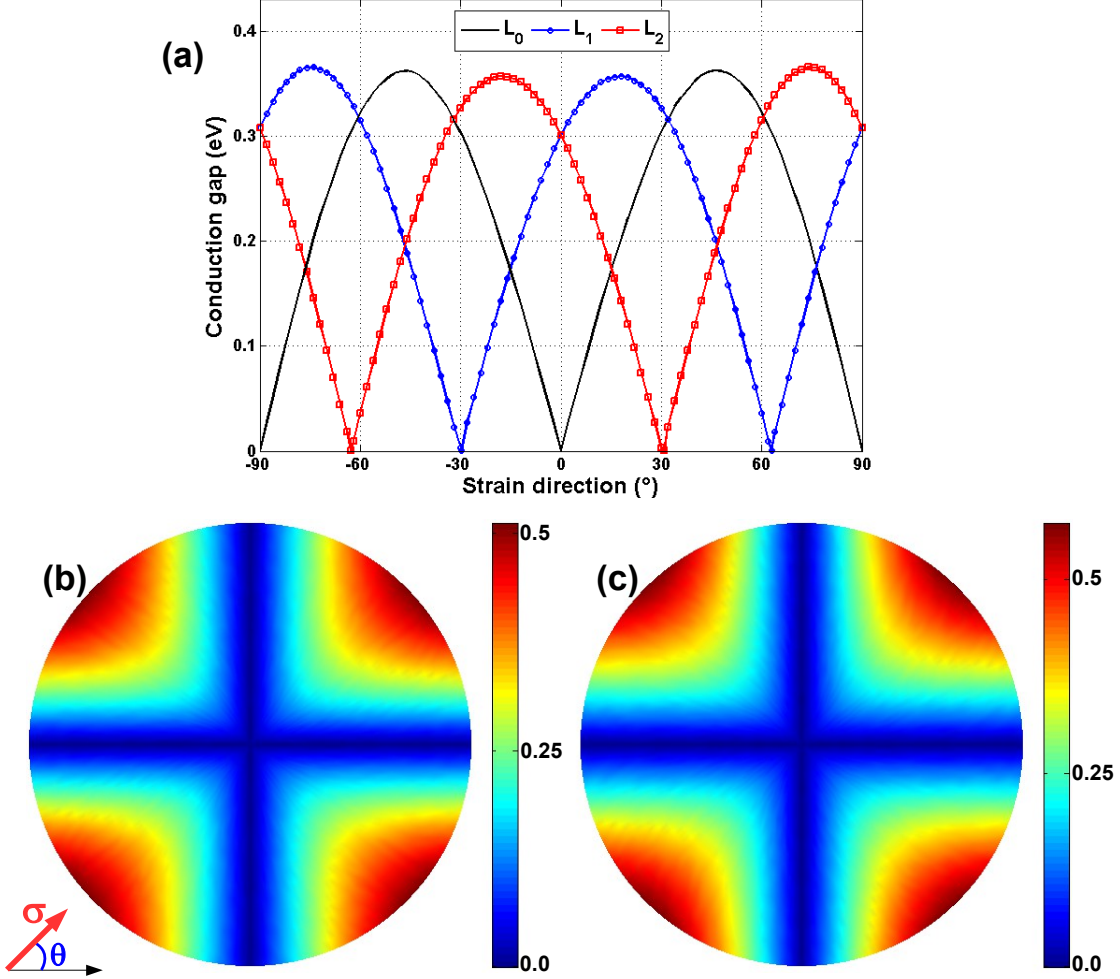 (a)
L0 L1 L2
0.4
0.3
0.2
0.1
0
Conduction gap (eV)
-90 -60 -30 0 30 60 90
Strain direction (°)
(b)
0.5
0.25
0.0
(c)
0.5
0.25
0.0
σ
θ